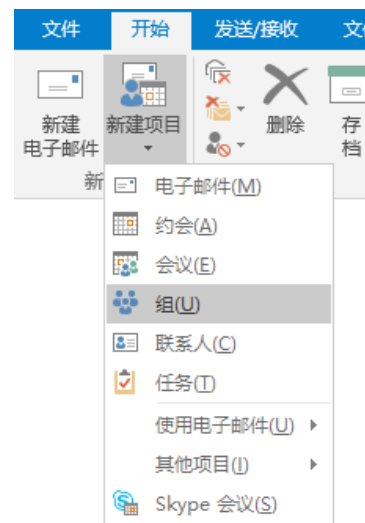 文件 开始 发送/接收 文
新建 新建项目 删除 存
电子邮件 档
新
电子邮件(M)
约会(A)
会议(E)
组(U)
联系人(C)
任务(T)
使用电子邮件(U)
其他项目(I)
Skype 会议(S)